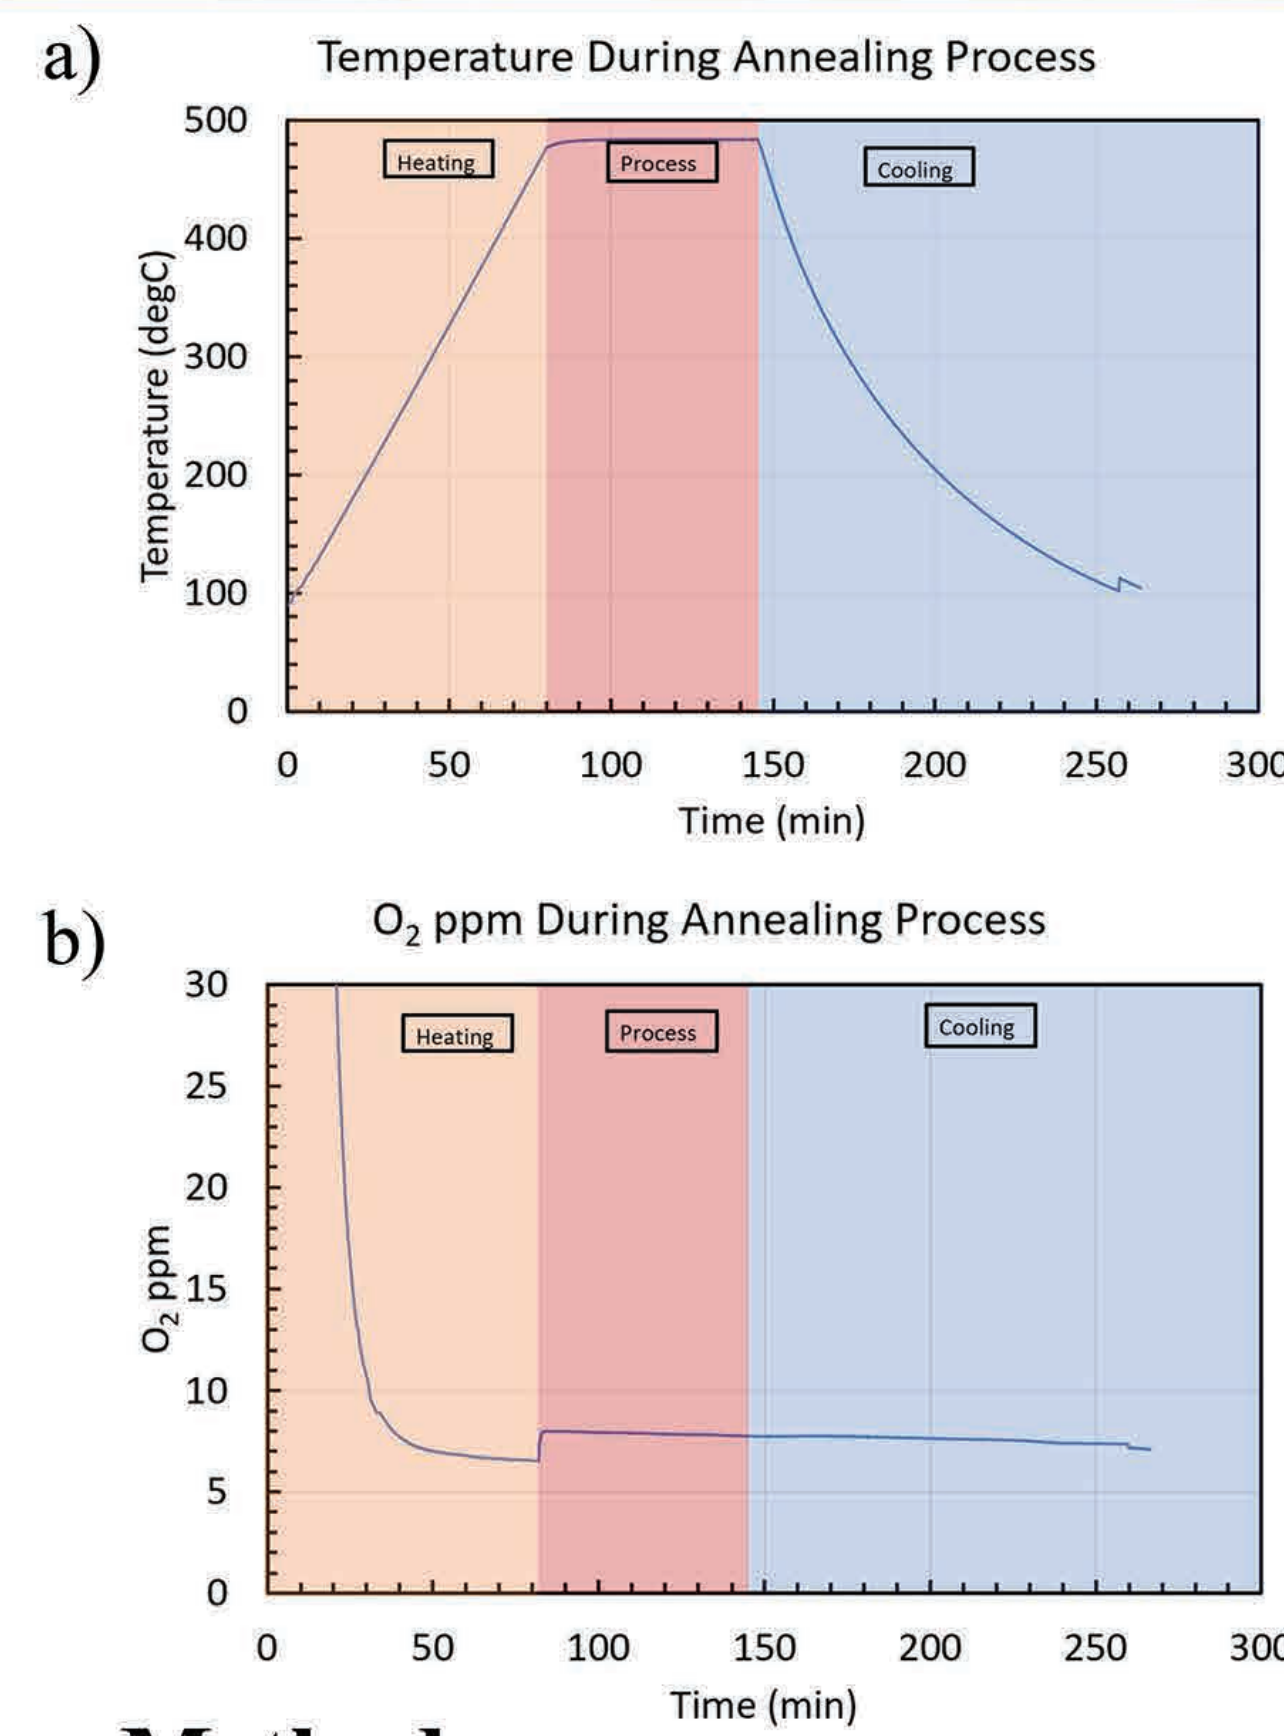 a)
Temperature During Annealing Process
500
400
300
200
100
0
Temperature (degC)
Heating
Process
Cooling
0 50 100 150 200 250 300
Time (min)
b)
O₂ ppm During Annealing Process
30
25
20
15
10
5
0
O₂ ppm
Heating
Process
Cooling
0 50 100 150 200 250 300
Time (min)